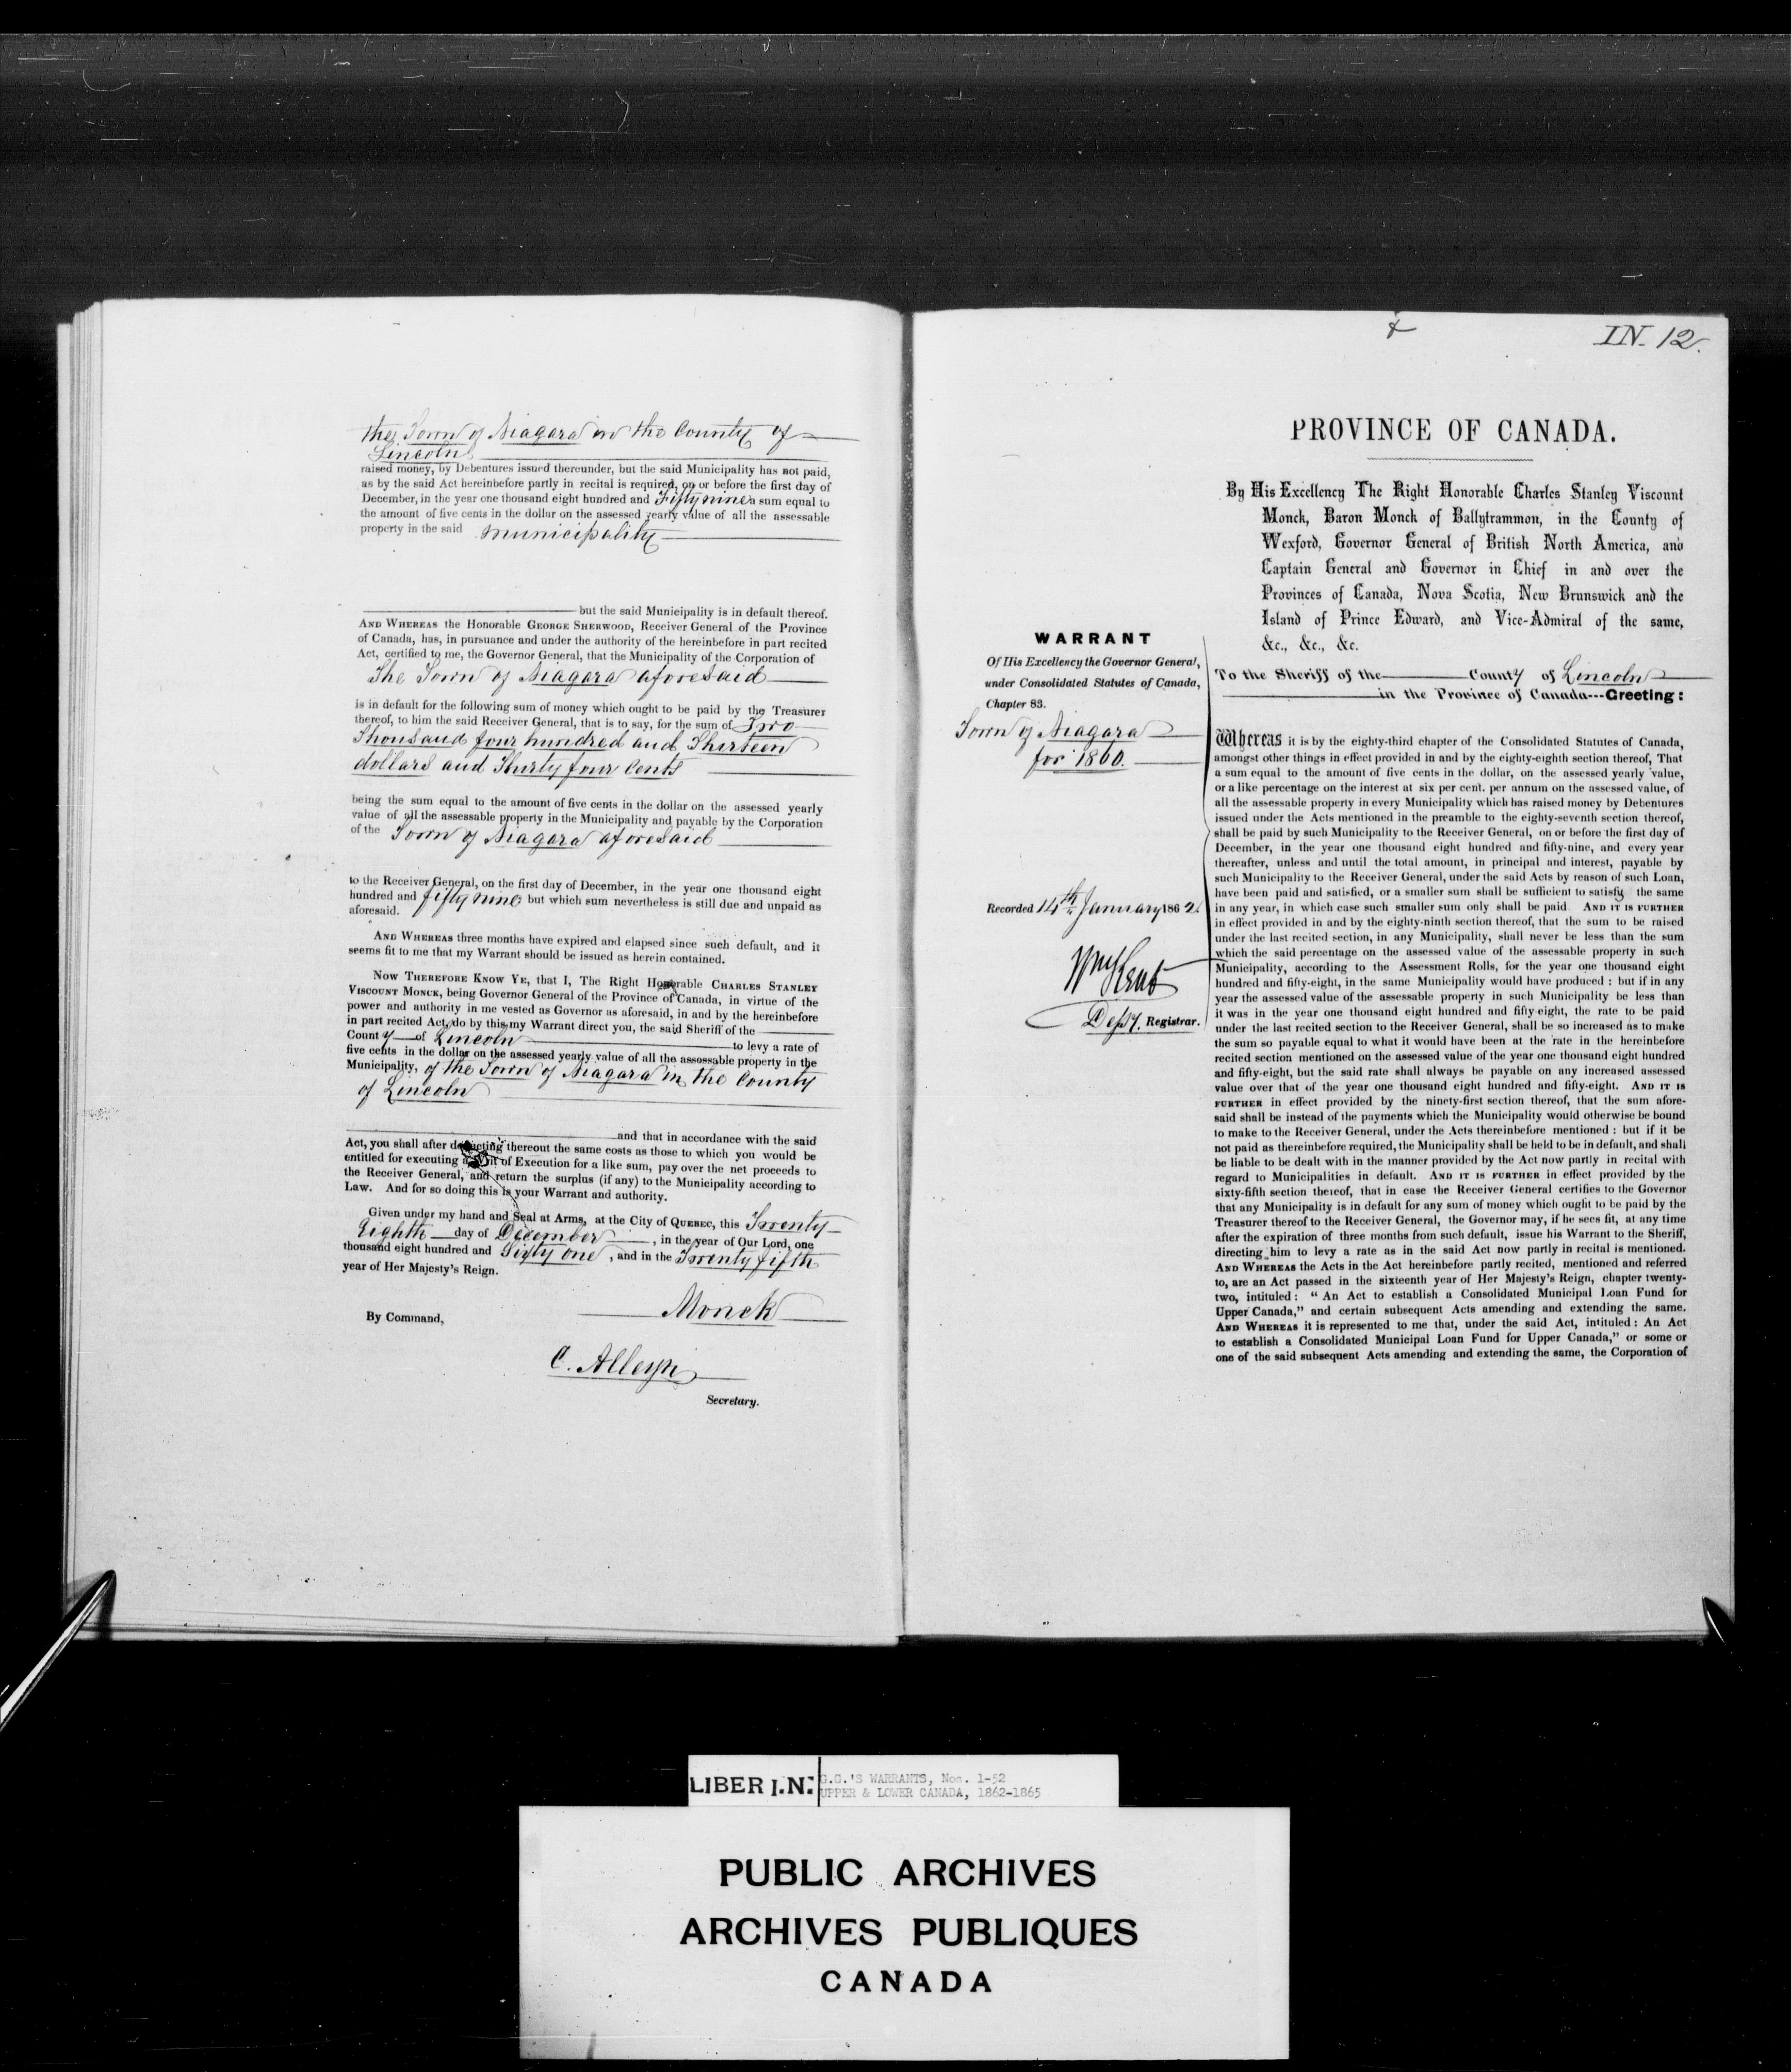 the Town of Niagara in the County of
Lincoln
raised money, by Debentures issued thereunder, but the said Municipality has not paid,
as by the said Act hereinbefore partly in recital is required, on or before the first day of
December, in the year one thousand eight hundred and Fifty nine a sum equal to
the amount of five cents in the dollar on the assessed yearly value of all the assessable
property in the said municipality
but the said Municipality is in default thereof.
AND WHEREAS the Honorable GEORGE SHERWOOD, Receiver General of the Province
of Canada, has, in pursuance and under the authority of the hereinbefore in part recited
Act, certified to me, the Governor General, that the Municipality of the Corporation of
The Town of Niagara aforesaid
is in default for the following sum of money which ought to be paid by the Treasurer
thereof, to him the said Receiver General, that is to say, for the sum of Two
Thousand four hundred and Thirteen
dollars and Thirty four Cents
being the sum equal to the amount of five cents in the dollar on the assessed yearly
value of all the assessable property in the Municipality and payable by the Corporation
of the Town of Niagara aforesaid
to the Receiver General, on the first day of December, in the year one thousand eight
hundred and fifty nine but which sum nevertheless is still due and unpaid as
aforesaid.
AND WHEREAS three months have expired and elapsed since such default, and it
seems fit to me that my Warrant should be issued as herein contained.
NOW THEREFORE KNOW YE, that I, The Right Honorable CHARLES STANLEY
VISCOUNT MONCK, being Governor General of the Province of Canada, in virtue of the
power and authority in me vested as Governor as aforesaid, in and by the hereinbefore
in part recited Act, do by this my Warrant direct you, the said Sheriff of the
County of Lincoln to levy a rate of
five cents in the dollar on the assessed yearly value of all the assessable property in the
Municipality, of the Town of Niagara in the County
of Lincoln
and that in accordance with the said
Act, you shall after deducting thereout the same costs as those to which you would be
entitled for executing a Writ of Execution for a like sum, pay over the net proceeds to
the Receiver General, and return the surplus (if any) to the Municipality according to
Law. And for so doing this is your Warrant and authority.
Given under my hand and Seal at Arms, at the City of QUEBEC, this Twenty
Eighth day of December, in the year of Our Lord, one
thousand eight hundred and Sixty one, and in the Twenty fifth
year of Her Majesty's Reign.
Monck
By Command,
C. Alleyn
Secretary.
IN. 12.
PROVINCE OF CANADA.
By His Excellency The Right Honorable Charles Stanley Viscount
Monck, Baron Monck of Ballytrammon, in the County of
Wexford, Governor General of British North America, and
Captain General and Governor in Chief in and over the
Provinces of Canada, Nova Scotia, New Brunswick and the
Island of Prince Edward, and Vice-Admiral of the same,
&c., &c., &c.
To the Sheriff of the County of Lincoln
in the Province of Canada---Greeting:
WARRANT
Of His Excellency the Governor General,
under Consolidated Statutes of Canada,
Chapter 83.
Town of Niagara
for 1860.
Recorded 14th January 1862
Wm Kent
Depy. Registrar.
Whereas it is by the eighty-third chapter of the Consolidated Statutes of Canada,
amongst other things in effect provided in and by the eighty-eighth section thereof, That
a sum equal to the amount of five cents in the dollar, on the assessed yearly value,
or a like percentage on the interest at six per cent. per annum on the assessed value, of
all the assessable property in every Municipality which has raised money by Debentures
issued under the Acts mentioned in the preamble to the eighty-seventh section thereof,
shall be paid by such Municipality to the Receiver General, on or before the first day of
December, in the year one thousand eight hundred and fifty-nine, and every year
thereafter, unless and until the total amount, in principal and interest, payable by
such Municipality to the Receiver General, under the said Acts by reason of such Loan,
have been paid and satisfied, or a smaller sum shall be sufficient to satisfy the same
in any year, in which case such smaller sum only shall be paid AND IT IS FURTHER
in effect provided in and by the eighty-ninth section thereof, that the sum to be raised
under the last recited section, in any Municipality, shall never be less than the sum
which the said percentage on the assessed value of the assessable property in such
Municipality, according to the Assessment Rolls, for the year one thousand eight
hundred and fifty-eight, in the same Municipality would have produced : but if in any
year the assessed value of the assessable property in such Municipality be less than
it was in the year one thousand eight hundred and fifty-eight, the rate to be paid
under the last recited section to the Receiver General, shall be so increased as to make
the sum so payable equal to what it would have been at the rate in the hereinbefore
recited section mentioned on the assessed value of the year one thousand eight hundred
and fifty-eight, but the said rate shall always be payable on any increased assessed
value over that of the year one thousand eight hundred and fifty-eight. AND IT IS
FURTHER in effect provided by the ninety-first section thereof, that the sum afore-
said shall be instead of the payments which the Municipality would otherwise be bound
to make to the Receiver General, under the Acts thereinbefore mentioned : but if it be
not paid as thereinbefore required, the Municipality shall be held to be in default, and shall
be liable to be dealt with in the manner provided by the Act now partly in recital with
regard to Municipalities in default. AND IT IS FURTHER in effect provided by the
sixty-fifth section thereof, that in case the Receiver General certifies to the Governor
that any Municipality is in default for any sum of money which ought to be paid by the
Treasurer thereof to the Receiver General, the Governor may, if he sees fit, at any time
after the expiration of three months from such default, issue his Warrant to the Sheriff,
directing him to levy a rate as in the said Act now partly in recital is mentioned.
AND WHEREAS the Acts in the Act hereinbefore partly recited, mentioned and referred
to, are an Act passed in the sixteenth year of Her Majesty's Reign, chapter twenty-
two, intituled: "An Act to establish a Consolidated Municipal Loan Fund for
Upper Canada," and certain subsequent Acts amending and extending the same.
AND WHEREAS it is represented to me that, under the said Act, intituled : An Act
to establish a Consolidated Municipal Loan Fund for Upper Canada," or some or
one of the said subsequent Acts amending and extending the same, the Corporation of
LIBER I.N.
G.G.'S WARRANTS, Nos. 1-52
UPPER & LOWER CANADA, 1862-1865
PUBLIC ARCHIVES
ARCHIVES PUBLIQUES
CANADA